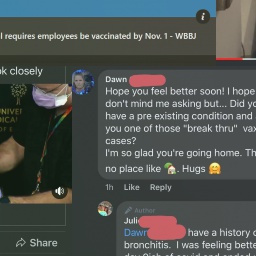 l requires employees be vaccinated by Nov. 1 - WBBJ
ok closely
Dawn
Hope you feel better soon! I hope
don't mind me asking but... Did yo
have a pre existing condition and
you one of those "break thru" vax
cases?
I'm so glad you're going home. Th
no place like 🏡. Hugs 🤗
1h Like Reply
Author
Juli
Dawn have a history o
bronchitis. I was feeling bette
Share